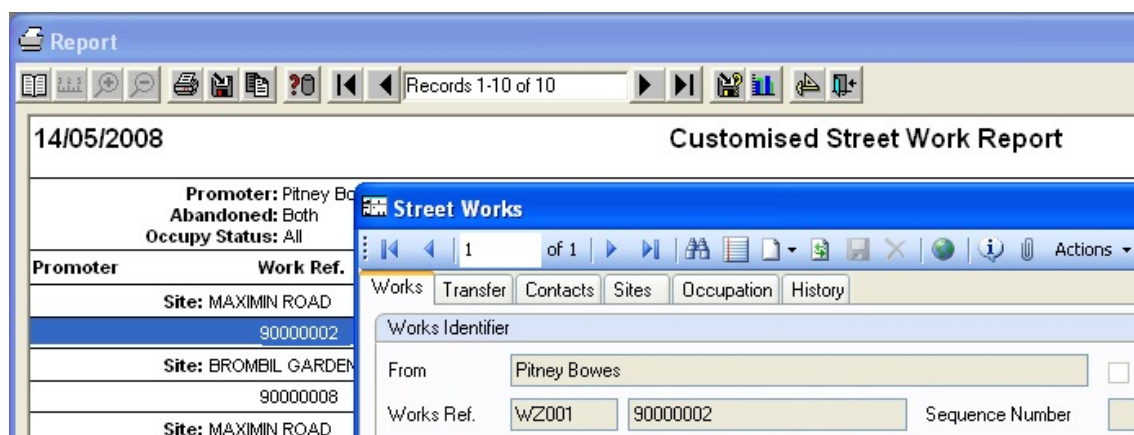 Report
Records 1-10 of 10
14/05/2008 Customised Street Work Report
Promoter: Pitney Bo
Abandoned: Both
Occupy Status: All
Promoter Work Ref.
Site: MAXIMIN ROAD
90000002
Site: BROMBIL GARDEN
90000008
Site: MAXIMIN ROAD
Street Works
1 of 1 Actions
Works Transfer Contacts Sites Occupation History
Works Identifier
From Pitney Bowes
Works Ref. WZ001 90000002 Sequence Number